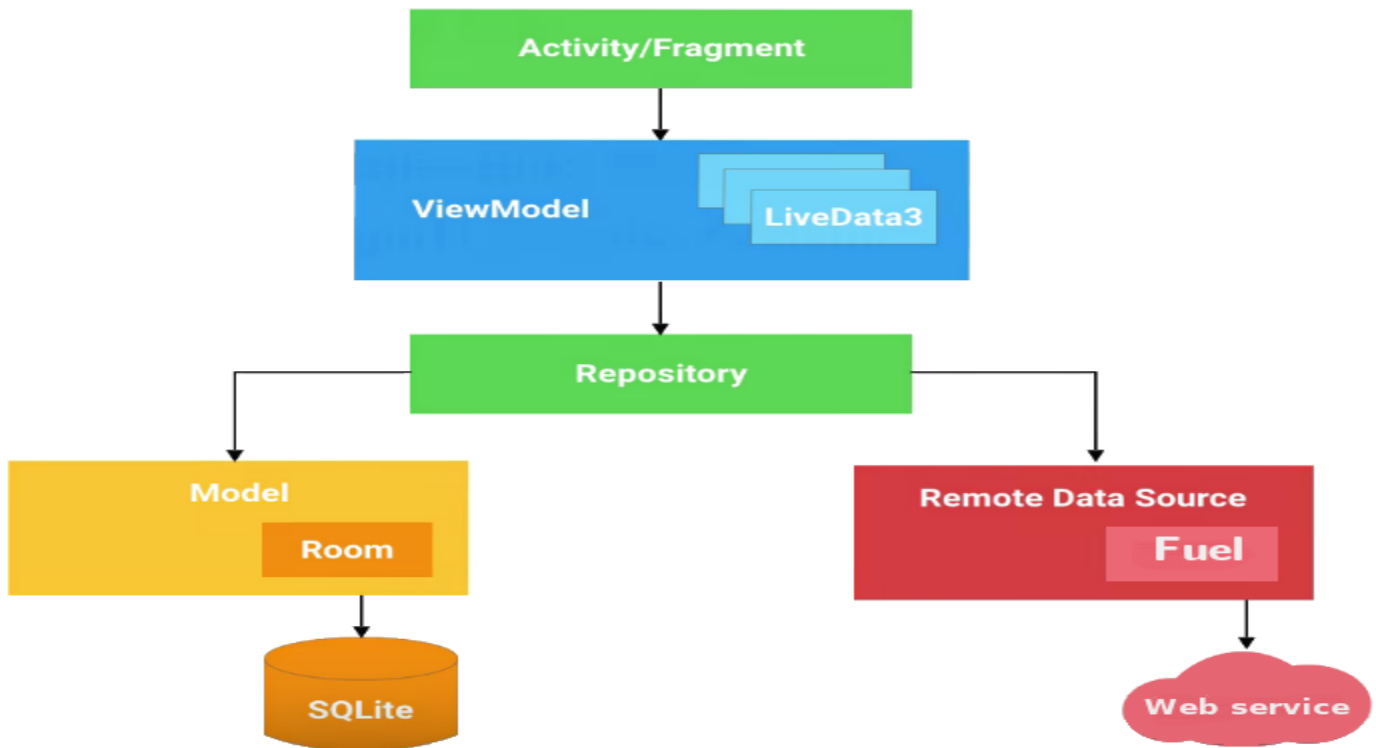 Activity/Fragment
ViewModel
LiveData3
Repository
Model
Room
Remote Data Source
Fuel
SQLite
Web service